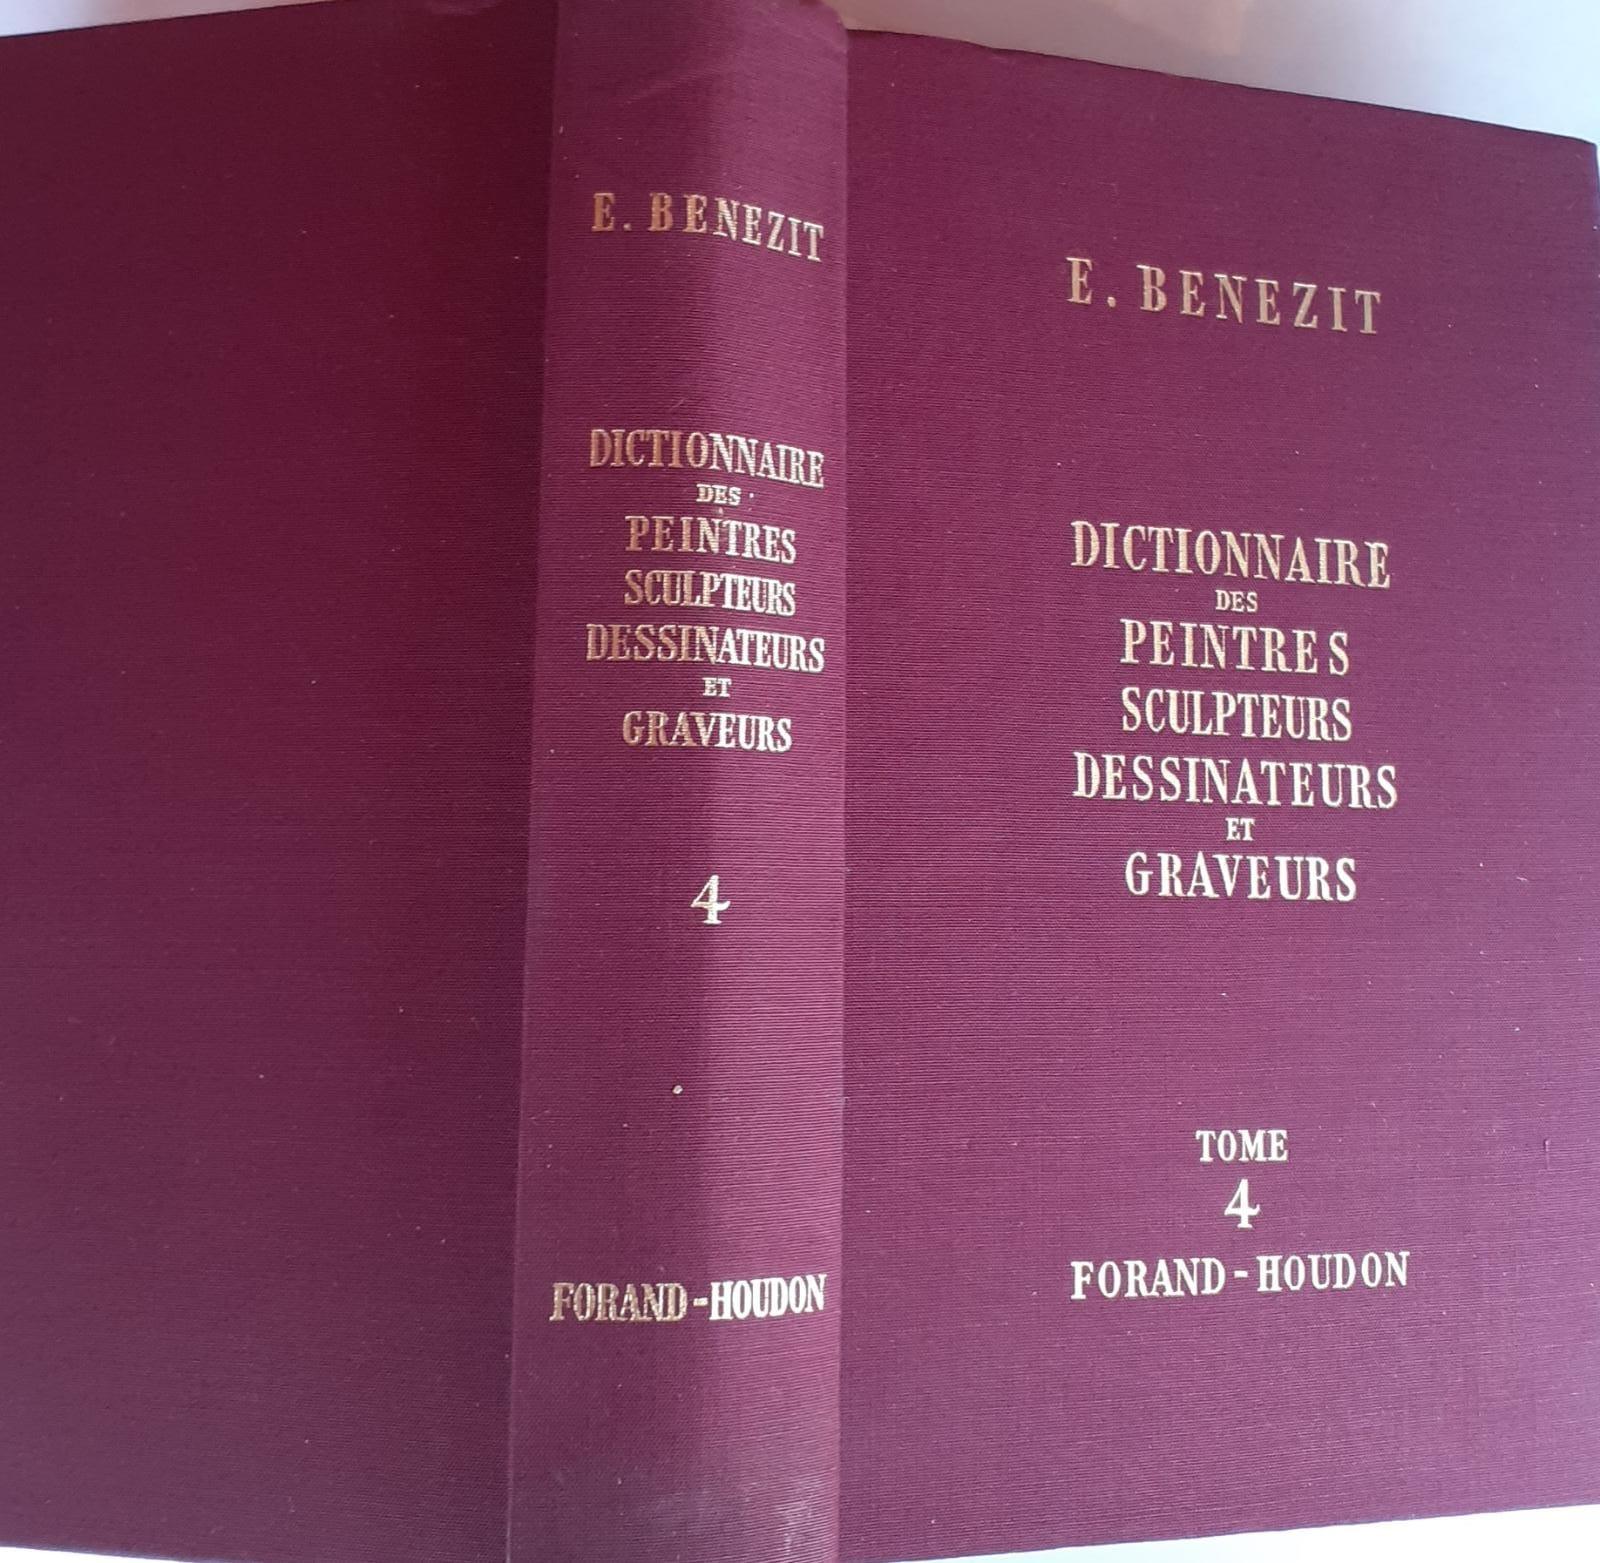 E. BENEZIT
DICTIONNAIRE
DES
PEINTRES
SCULPTEURS
DESSINATEURS
ET
GRAVEURS
4
FORAND-HOUDON
E. BENEZIT
DICTIONNAIRE
DES
PEINTRES
SCULPTEURS
DESSINATEURS
ET
GRAVEURS
TOME
4
FORAND-HOUDON